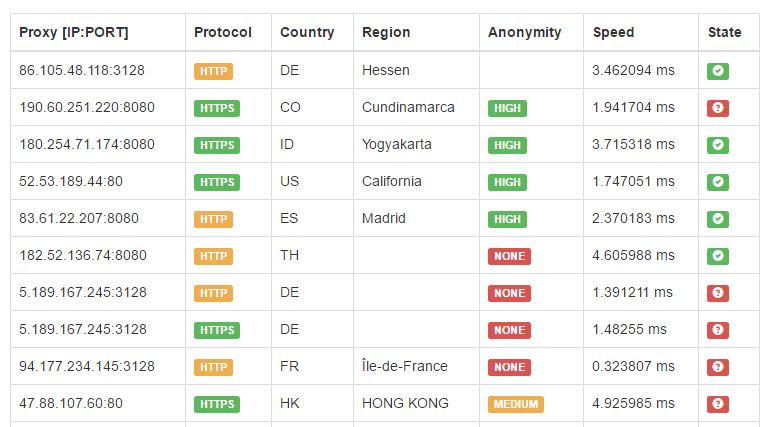 Proxy [IP:PORT] Protocol Country Region Anonymity Speed State
86.105.48.118:3128 HTTP DE Hessen 3.462094 ms
190.60.251.220:8080 HTTPS CO Cundinamarca HIGH 1.941704 ms ?
180.254.71.174:8080 HTTPS ID Yogyakarta HIGH 3.715318 ms
52.53.189.44:80 HTTPS US California HIGH 1.747051 ms
83.61.22.207:8080 HTTP ES Madrid HIGH 2.370183 ms
182.52.136.74:8080 HTTP TH NONE 4.605988 ms
5.189.167.245:3128 HTTP DE NONE 1.391211 ms ?
5.189.167.245:3128 HTTPS DE NONE 1.48255 ms ?
94.177.234.145:3128 HTTP FR Île-de-France NONE 0.323807 ms ?
47.88.107.60:80 HTTPS HK HONG KONG MEDIUM 4.925985 ms ?